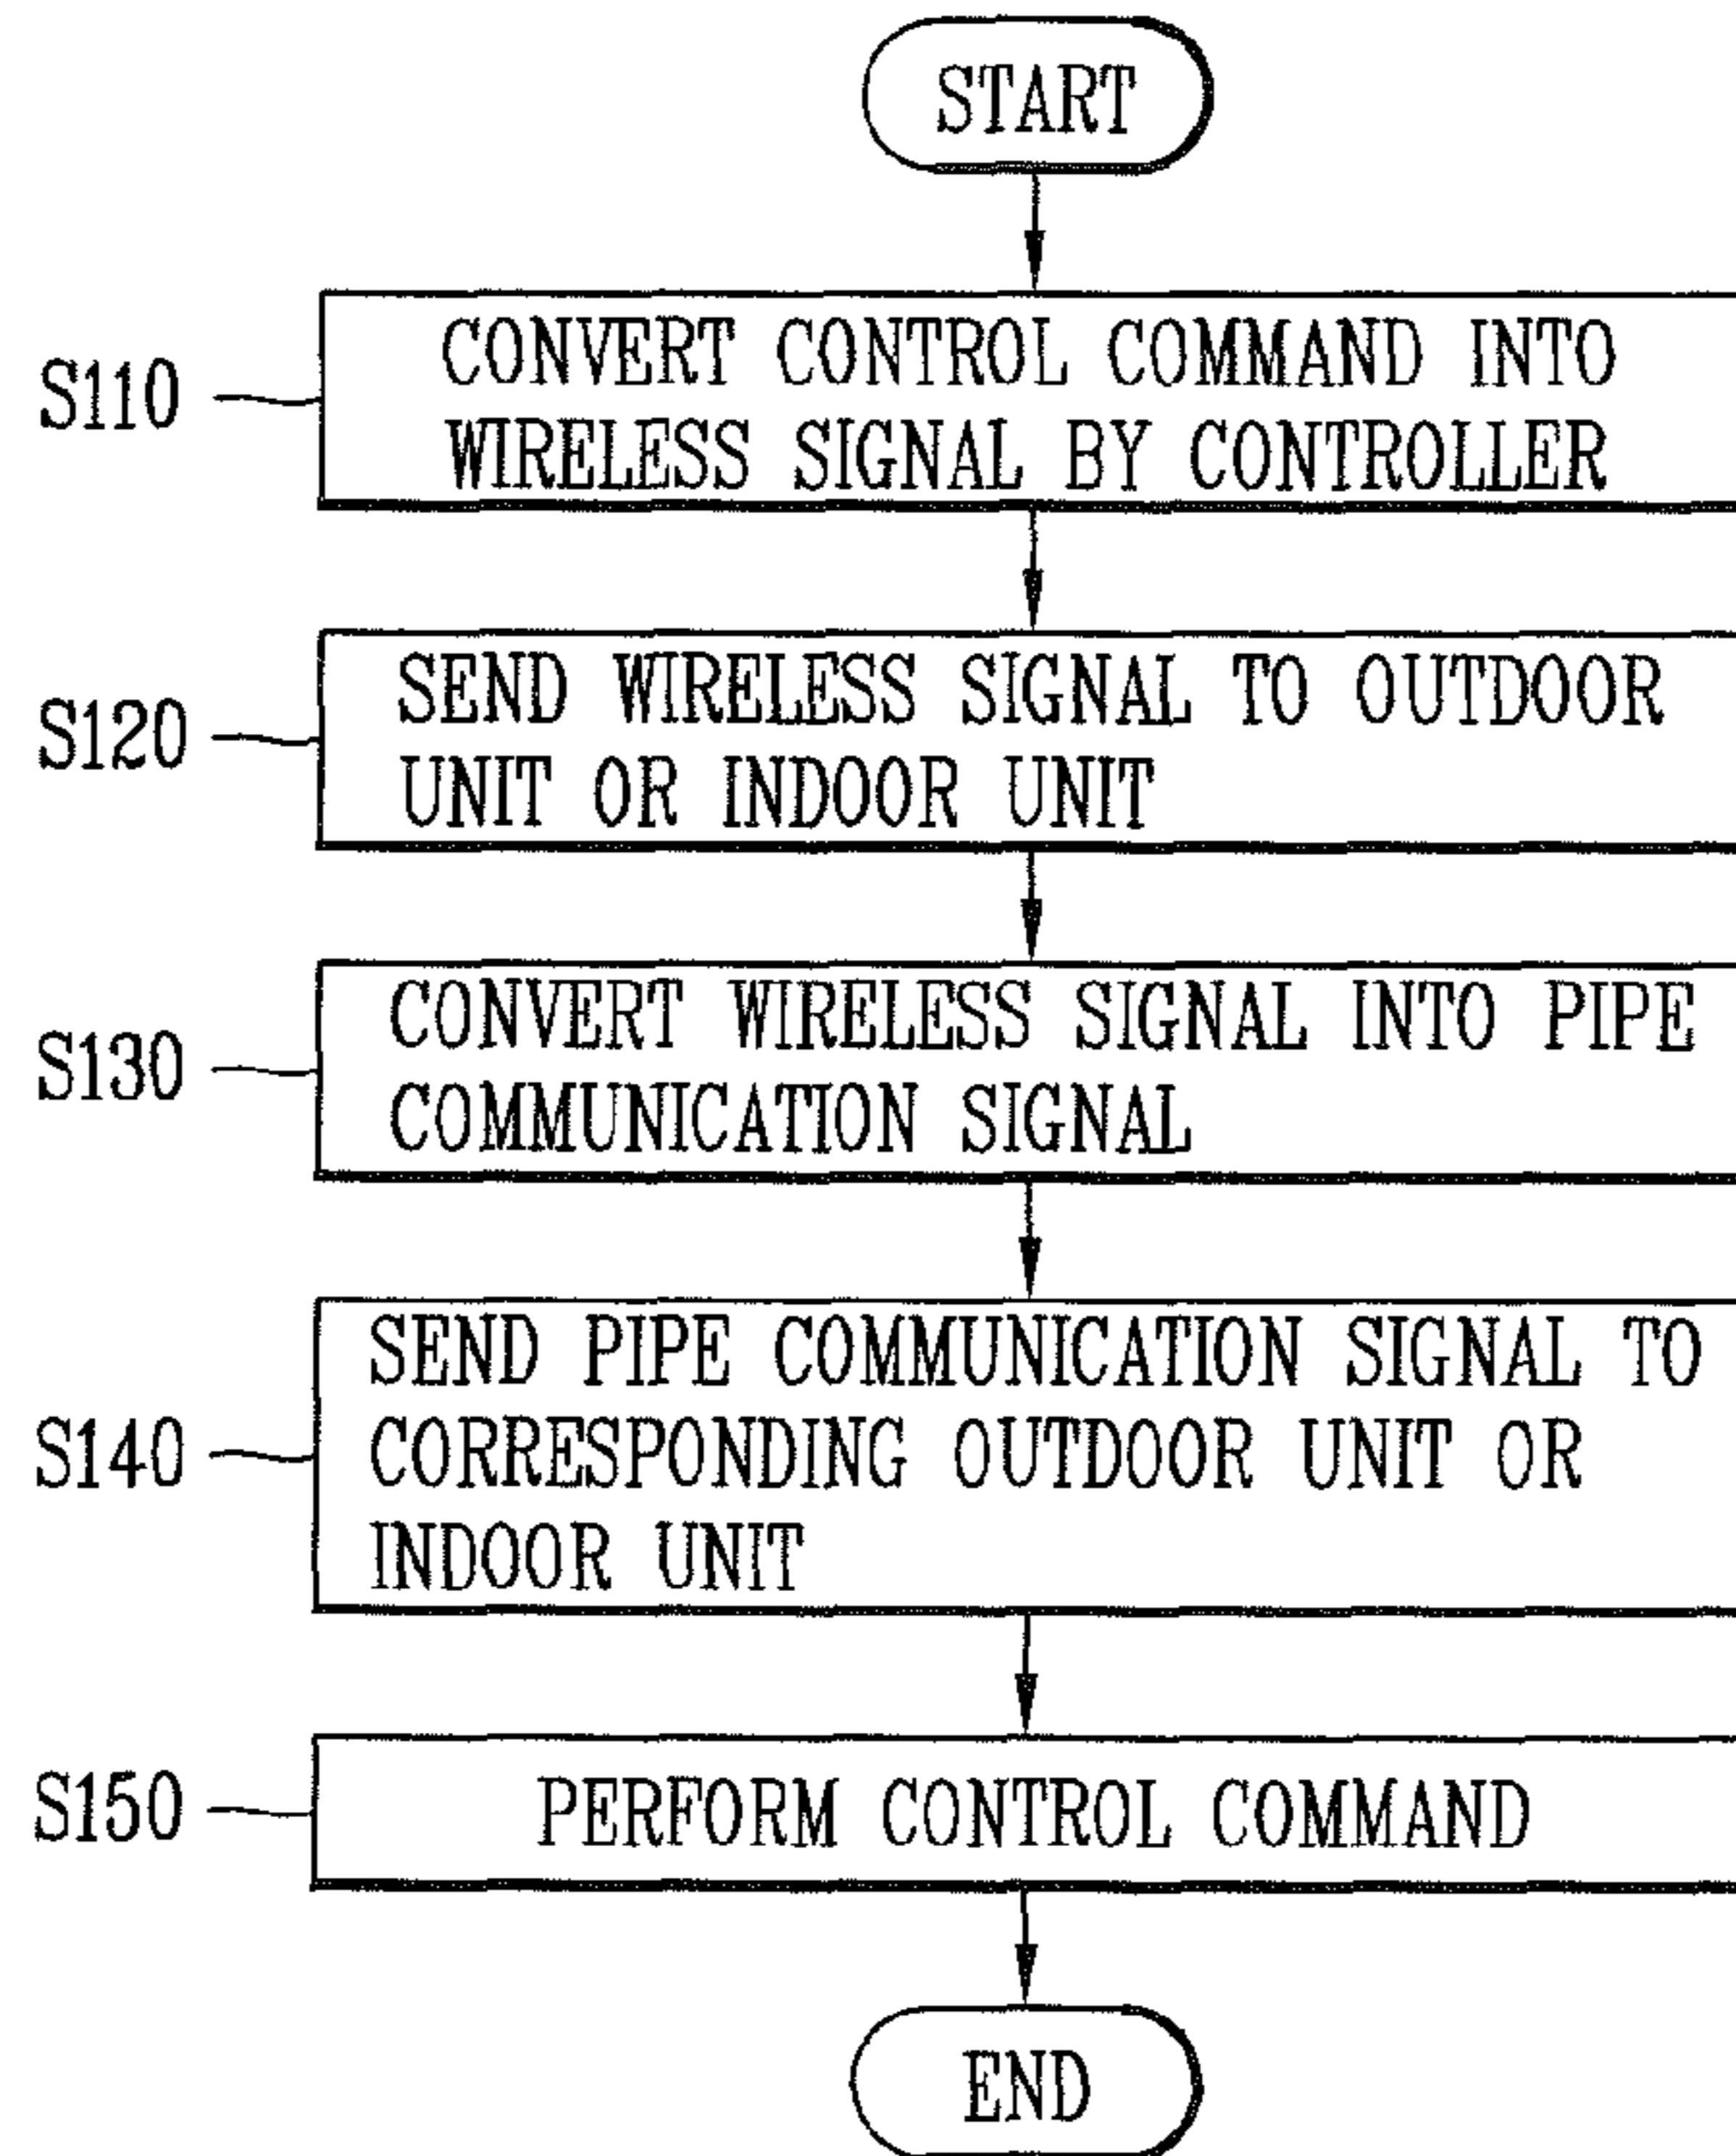 START
S110
CONVERT CONTROL COMMAND INTO
WIRELESS SIGNAL BY CONTROLLER
S120
SEND WIRELESS SIGNAL TO OUTDOOR
UNIT OR INDOOR UNIT
S130
CONVERT WIRELESS SIGNAL INTO PIPE
COMMUNICATION SIGNAL
S140
SEND PIPE COMMUNICATION SIGNAL TO
CORRESPONDING OUTDOOR UNIT OR
INDOOR UNIT
S150
PERFORM CONTROL COMMAND
END